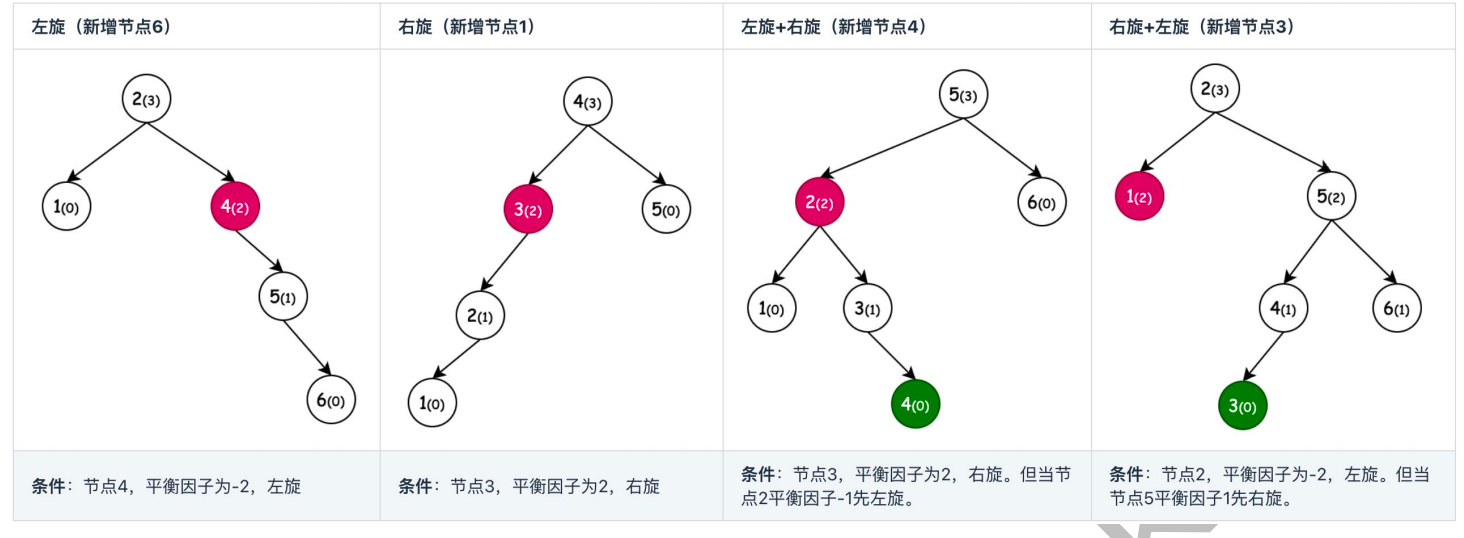 左旋（新增节点6）
右旋（新增节点1）
左旋+右旋（新增节点4）
右旋+左旋（新增节点3）
2(3)
1(0)
4(2)
5(1)
6(0)
4(3)
3(2)
5(0)
2(1)
1(0)
5(3)
2(2)
6(0)
1(0)
3(1)
4(0)
2(3)
1(2)
5(2)
4(1)
6(1)
3(0)
条件：节点4，平衡因子为-2，左旋
条件：节点3，平衡因子为2，右旋
条件：节点3，平衡因子为2，右旋。但当节
点2平衡因子-1先左旋。
条件：节点2，平衡因子为-2，左旋。但当
节点5平衡因子1先右旋。